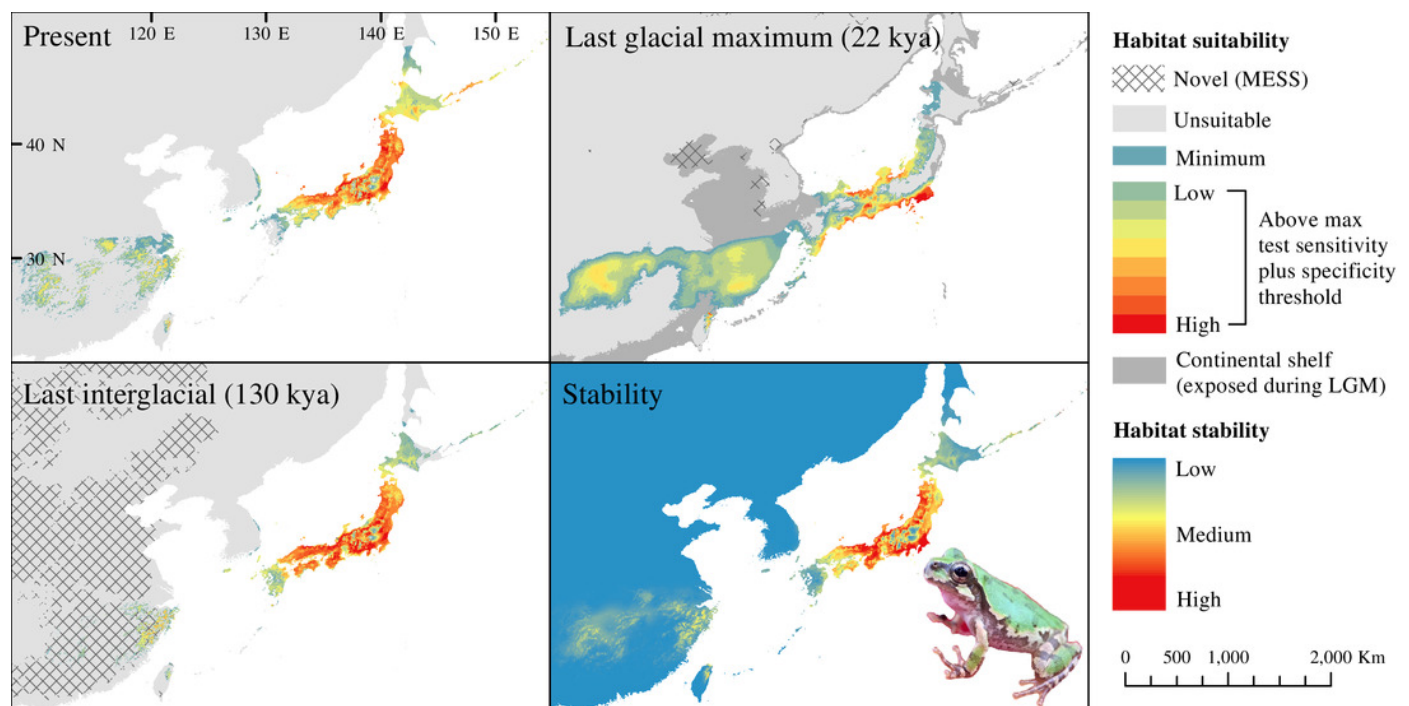 Present
120 E 130 E 140 E 150 E
40 N
30 N
Last glacial maximum (22 kya)
Last interglacial (130 kya)
Stability
Habitat suitability
Novel (MESS)
Unsuitable
Minimum
Low
High
Above max
test sensitivity
plus specificity
threshold
Continental shelf
(exposed during LGM)
Habitat stability
Low
Medium
High
0 500 1,000 2,000 Km